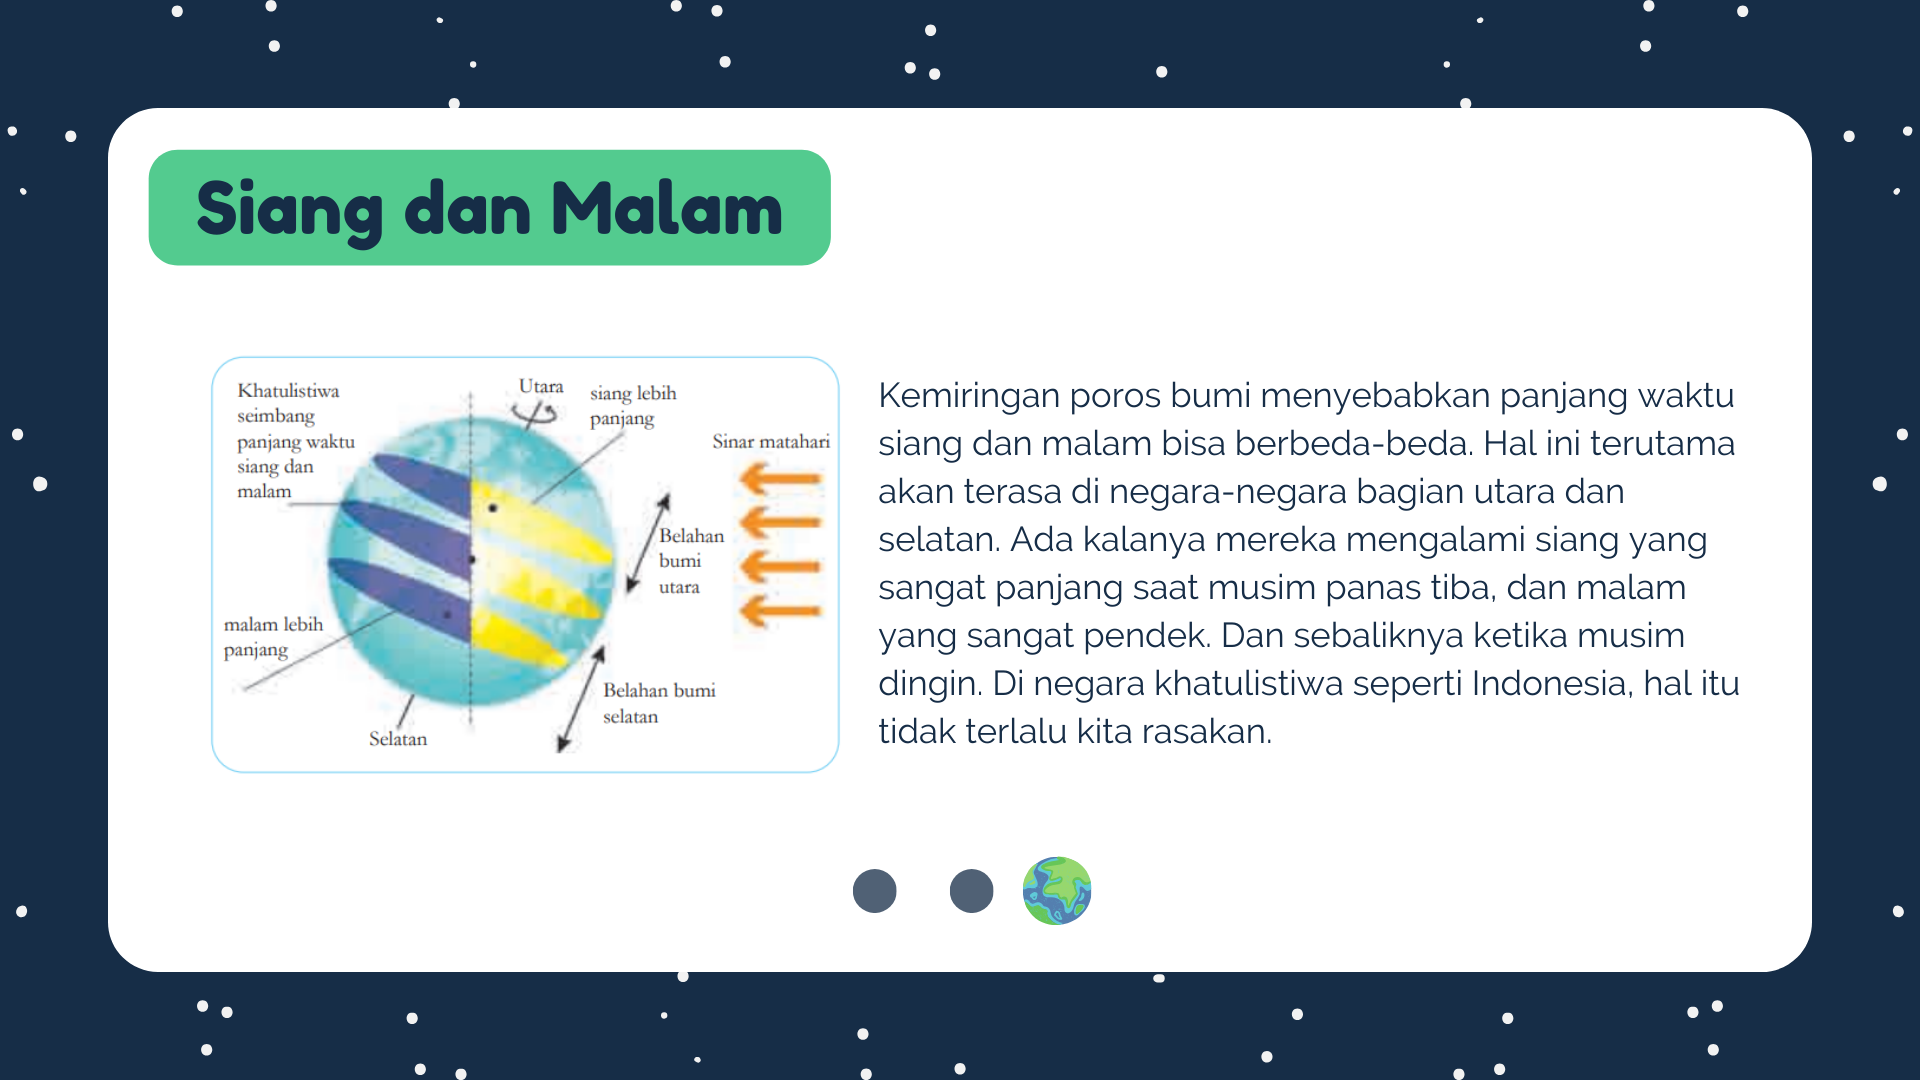 Siang dan Malam
Khatulistiwa
seimbang
panjang waktu
siang dan
malam
Utara
siang lebih
panjang
Sinar matahari
Belahan
bumi
utara
malam lebih
panjang
Belahan bumi
selatan
Selatan
Kemiringan poros bumi menyebabkan panjang waktu
siang dan malam bisa berbeda-beda. Hal ini terutama
akan terasa di negara-negara bagian utara dan
selatan. Ada kalanya mereka mengalami siang yang
sangat panjang saat musim panas tiba, dan malam
yang sangat pendek. Dan sebaliknya ketika musim
dingin. Di negara khatulistiwa seperti Indonesia, hal itu
tidak terlalu kita rasakan.